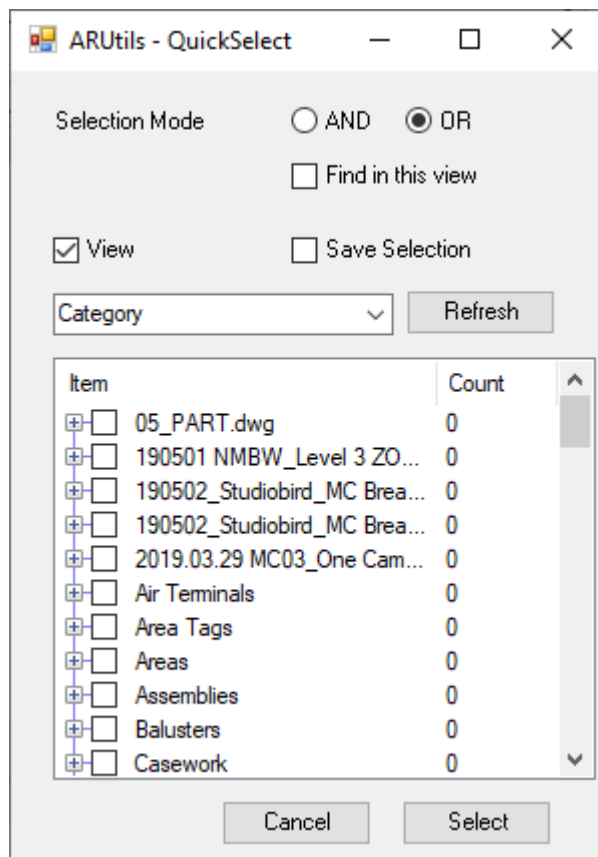 ARUtils - QuickSelect
Selection Mode AND OR
Find in this view
View Save Selection
Category Refresh
Item Count
05_PART.dwg 0
190501 NMBW_Level 3 ZO... 0
190502_Studiobird_MC Brea... 0
190502_Studiobird_MC Brea... 0
2019.03.29 MC03_One Cam... 0
Air Terminals 0
Area Tags 0
Areas 0
Assemblies 0
Balusters 0
Casework 0
Cancel Select